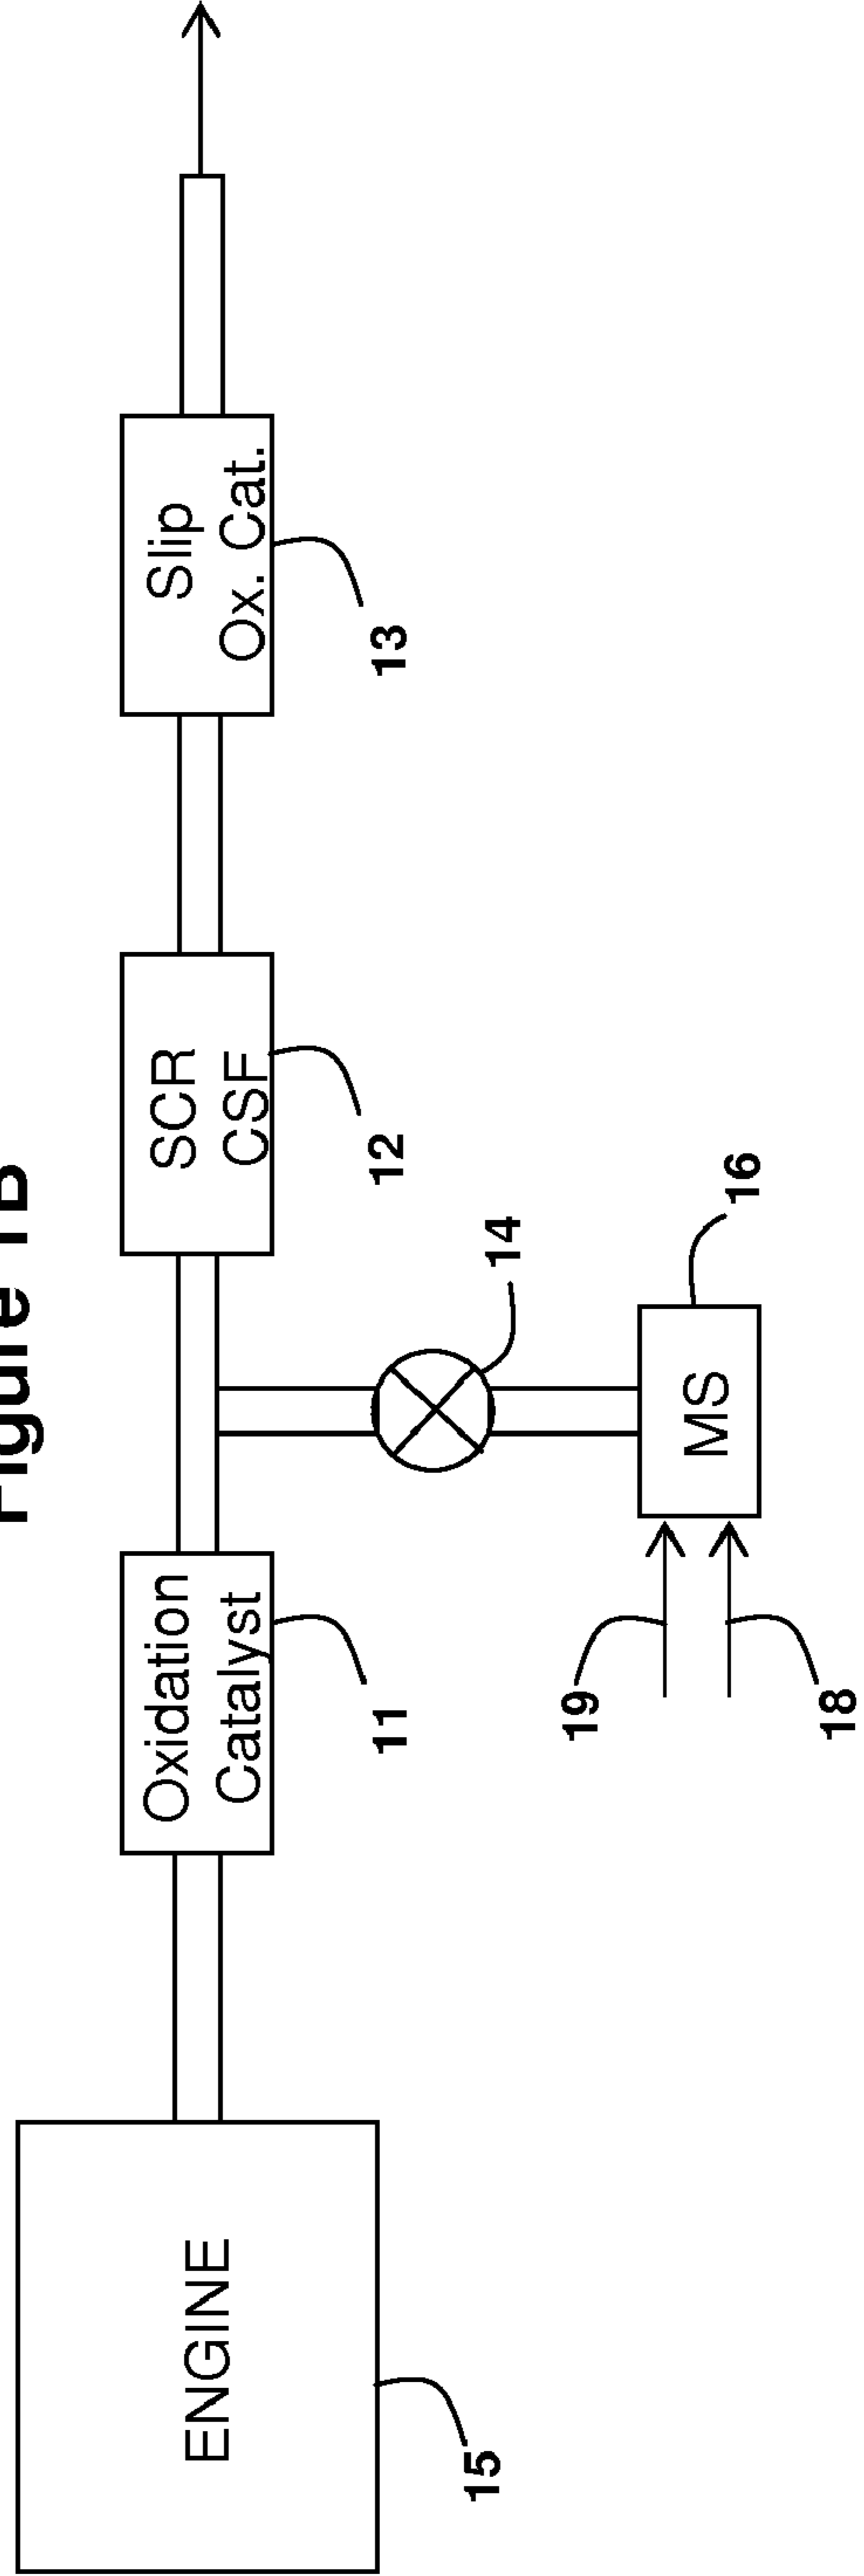 Figure 1B
ENGINE
15
Oxidation
Catalyst
11
SCR
CSF
12
Slip
Ox. Cat.
13
14
MS
16
19
18